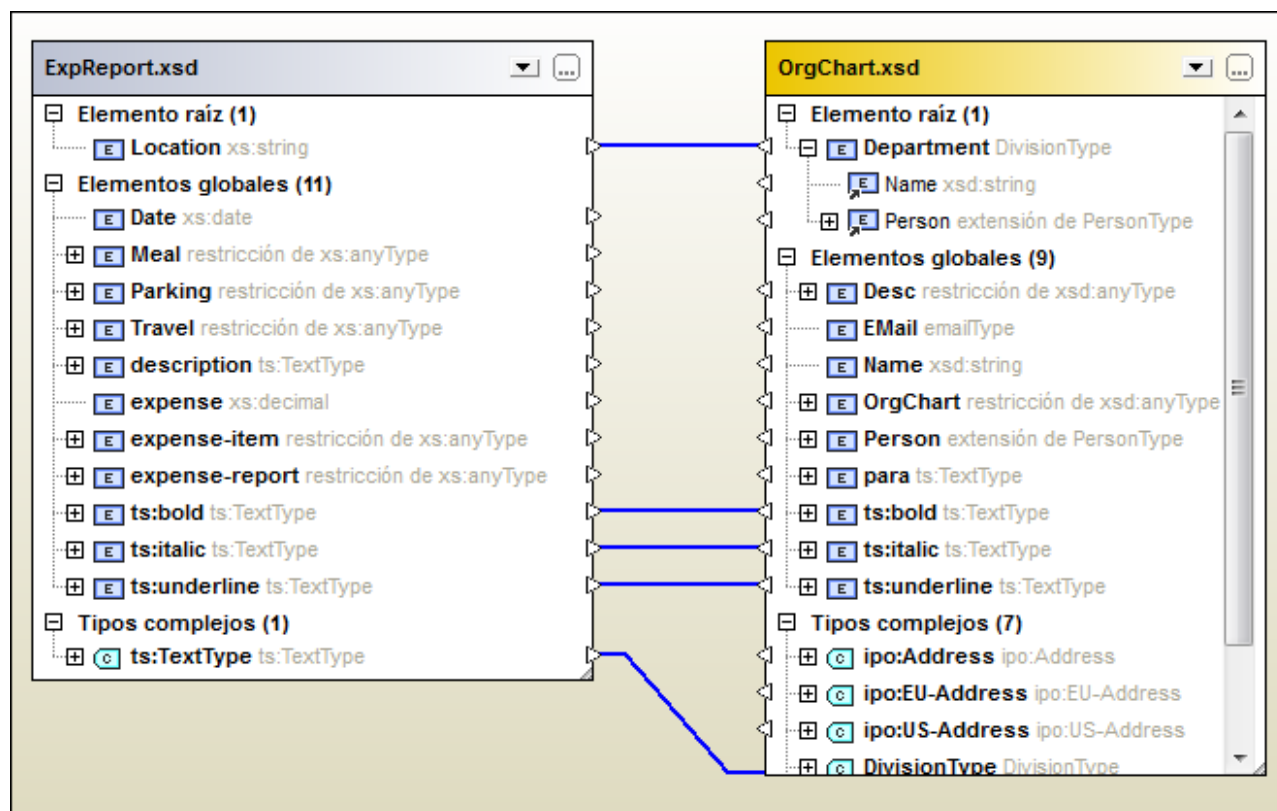 ExpReport.xsd
...
Elemento raíz (1)
E Location xs:string
Elementos globales (11)
E Date xs:date
E Meal restricción de xs:anyType
E Parking restricción de xs:anyType
E Travel restricción de xs:anyType
E description ts:TextType
E expense xs:decimal
E expense-item restricción de xs:anyType
E expense-report restricción de xs:anyType
E ts:bold ts:TextType
E ts:italic ts:TextType
E ts:underline ts:TextType
Tipos complejos (1)
C ts:TextType ts:TextType
OrgChart.xsd
...
Elemento raíz (1)
E Department DivisionType
E Name xsd:string
E Person extensión de PersonType
Elementos globales (9)
E Desc restricción de xsd:anyType
E EMail emailType
E Name xsd:string
E OrgChart restricción de xsd:anyType
E Person extensión de PersonType
E para ts:TextType
E ts:bold ts:TextType
E ts:italic ts:TextType
E ts:underline ts:TextType
Tipos complejos (7)
C ipo:Address ipo:Address
C ipo:EU-Address ipo:EU-Address
C ipo:US-Address ipo:US-Address
C DivisionType DivisionType